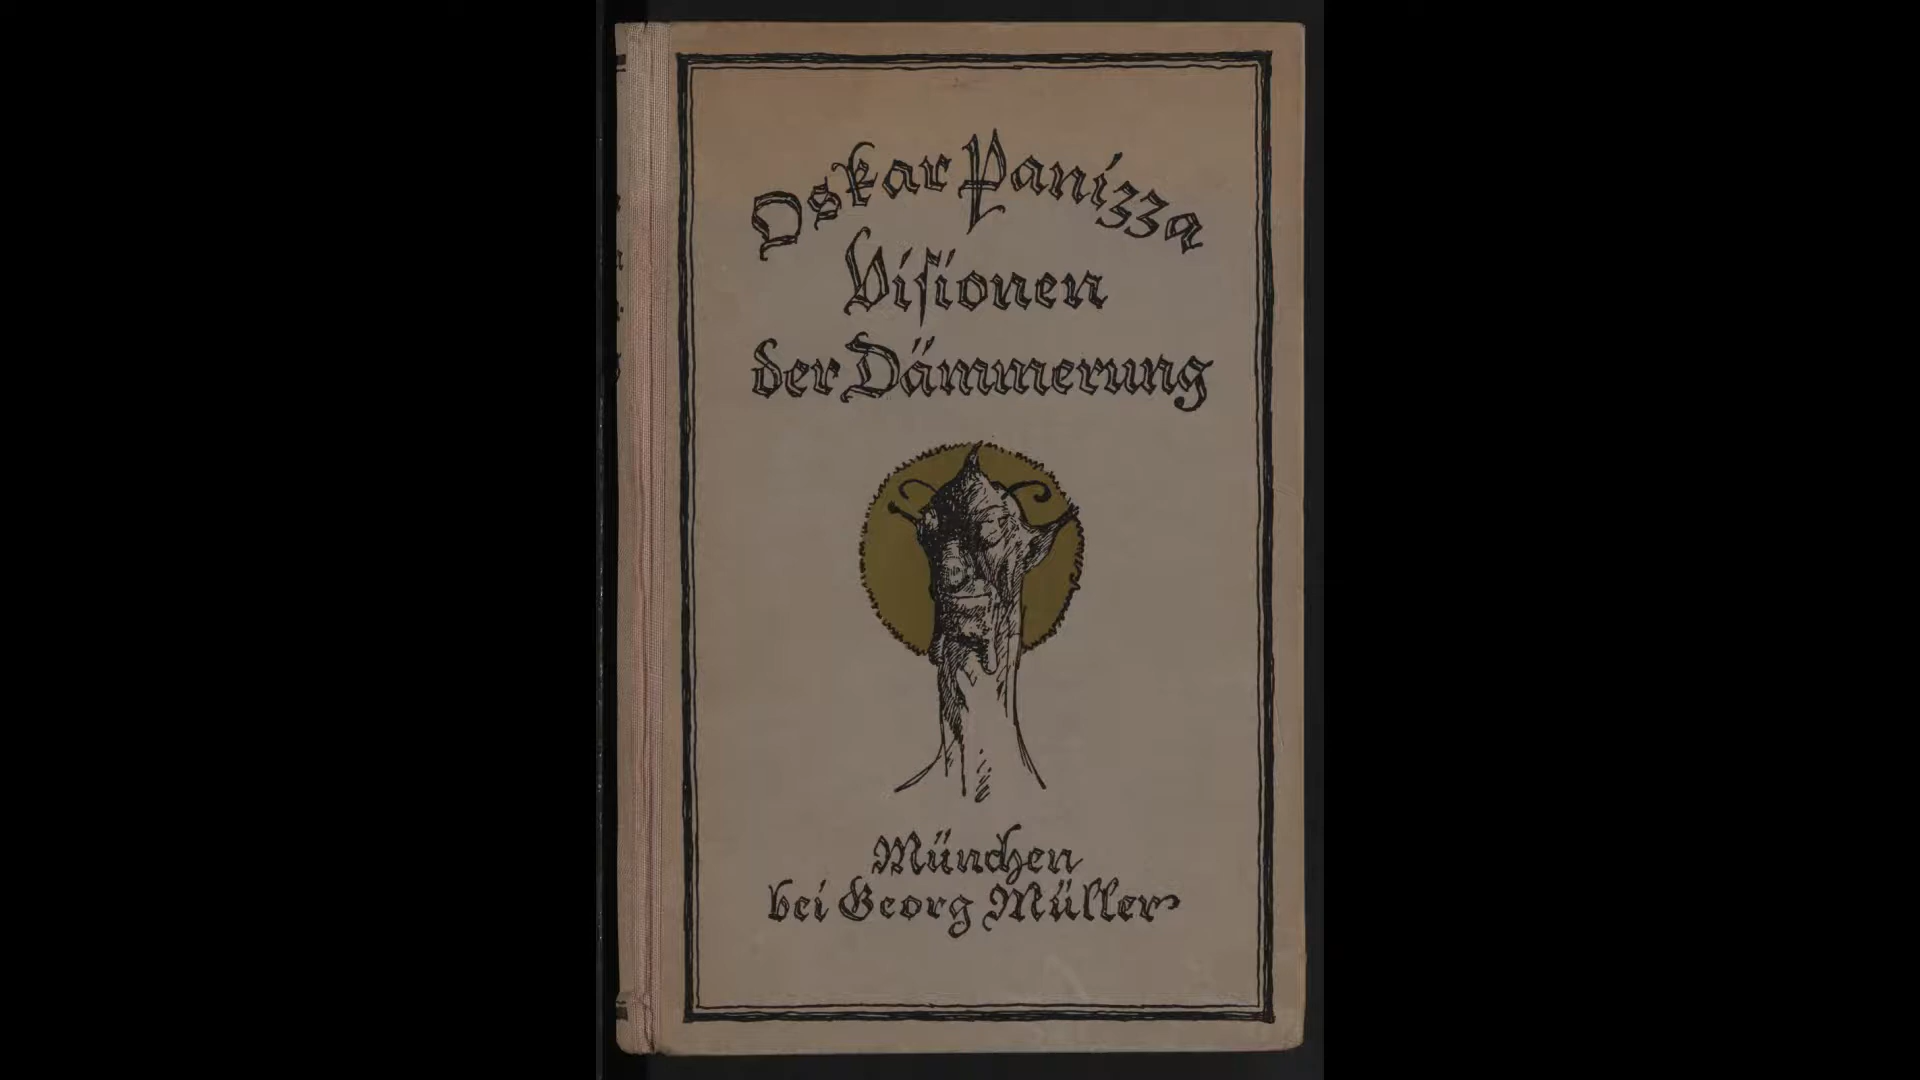 Oskar Panizza
Viſionen
der Dämmerung
München
bei Georg Müller